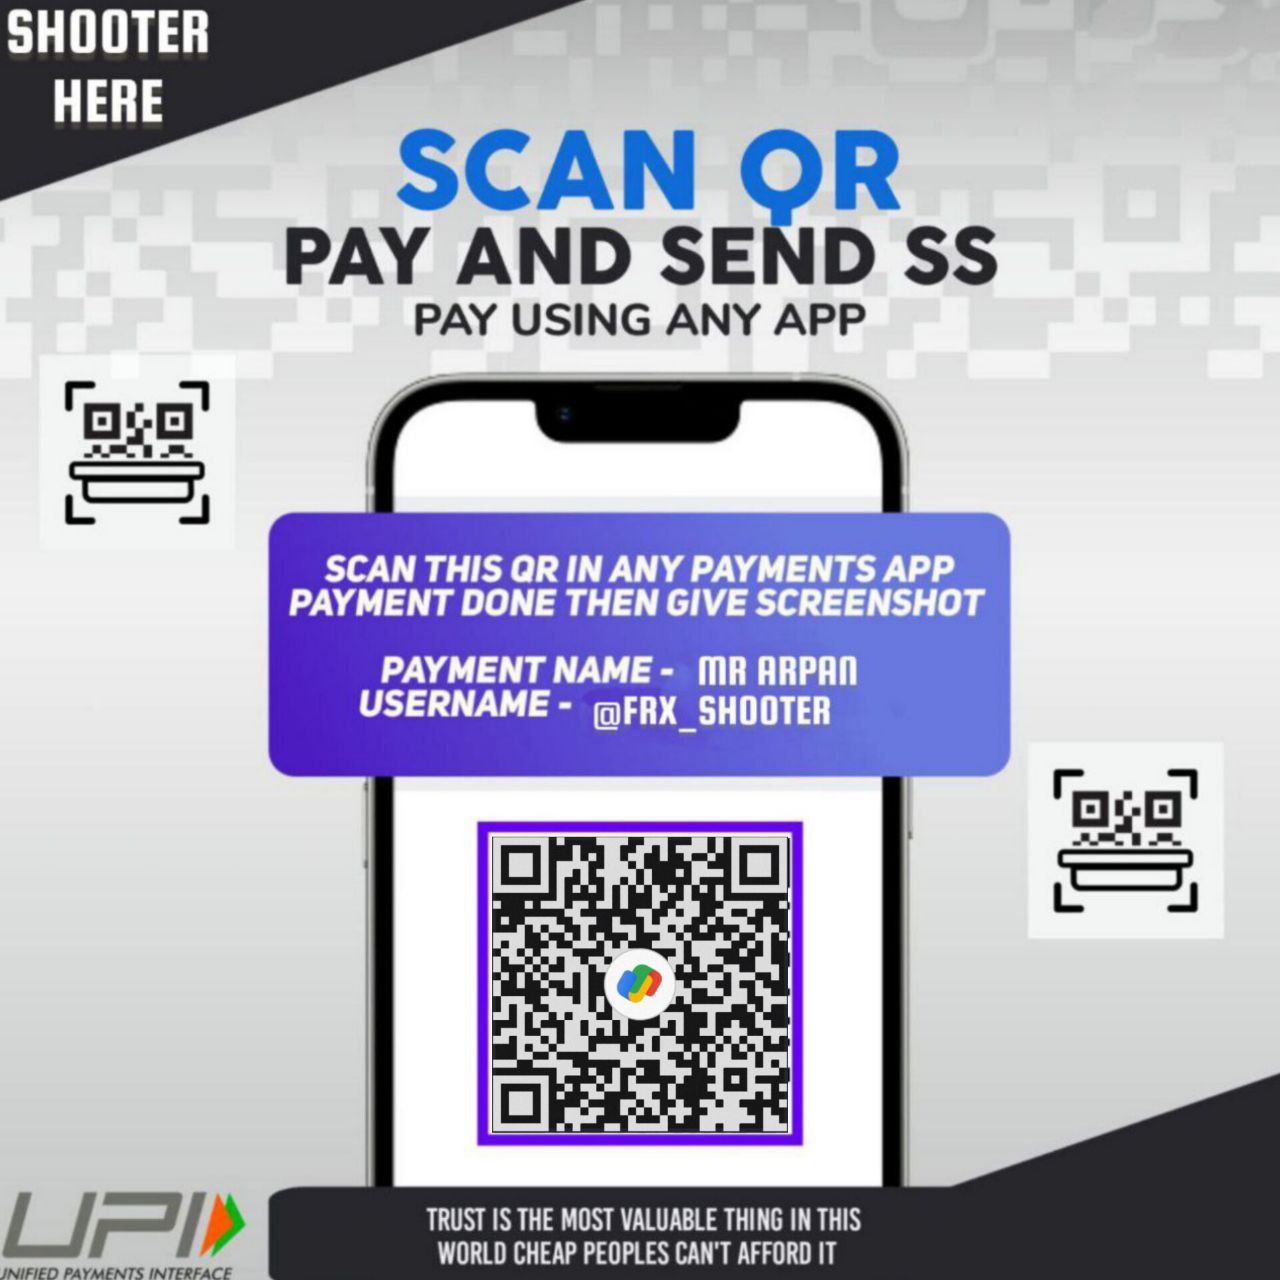 SHOOTER
HERE
SCAN QR
PAY AND SEND SS
PAY USING ANY APP
SCAN THIS QR IN ANY PAYMENTS APP
PAYMENT DONE THEN GIVE SCREENSHOT
PAYMENT NAME - MR ARPAN
USERNAME - @FRX_SHOOTER
UPI
UNIFIED PAYMENTS INTERFACE
TRUST IS THE MOST VALUABLE THING IN THIS
WORLD CHEAP PEOPLES CAN'T AFFORD IT